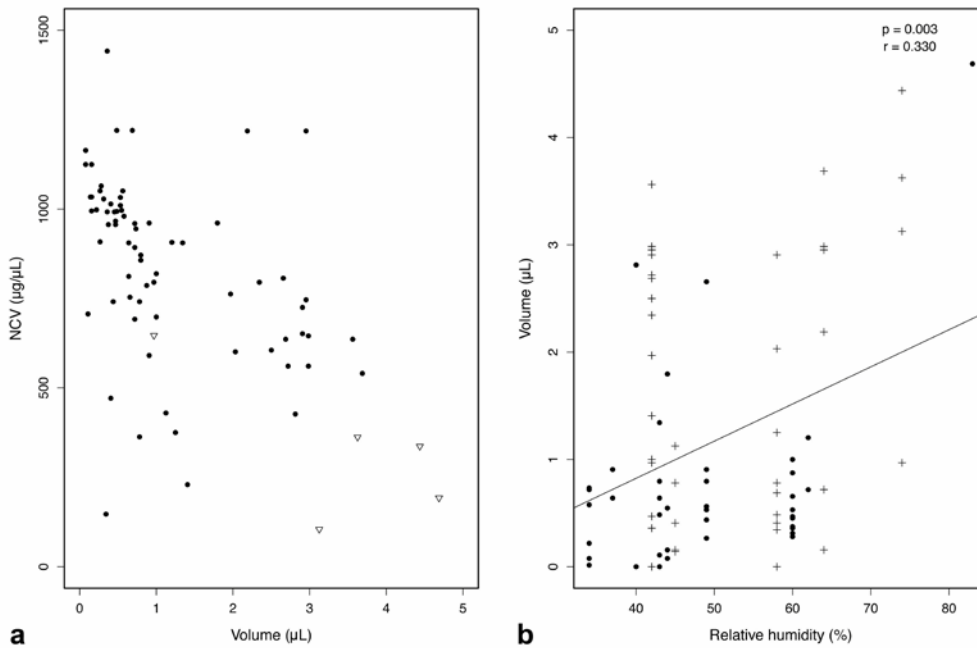 1500
1000
500
0
NCV (µg/µL)
0 1 2 3 4 5
Volume (µL)
a
p = 0.003
r = 0.330
5
4
3
2
1
0
Volume (µL)
40 50 60 70 80
Relative humidity (%)
b